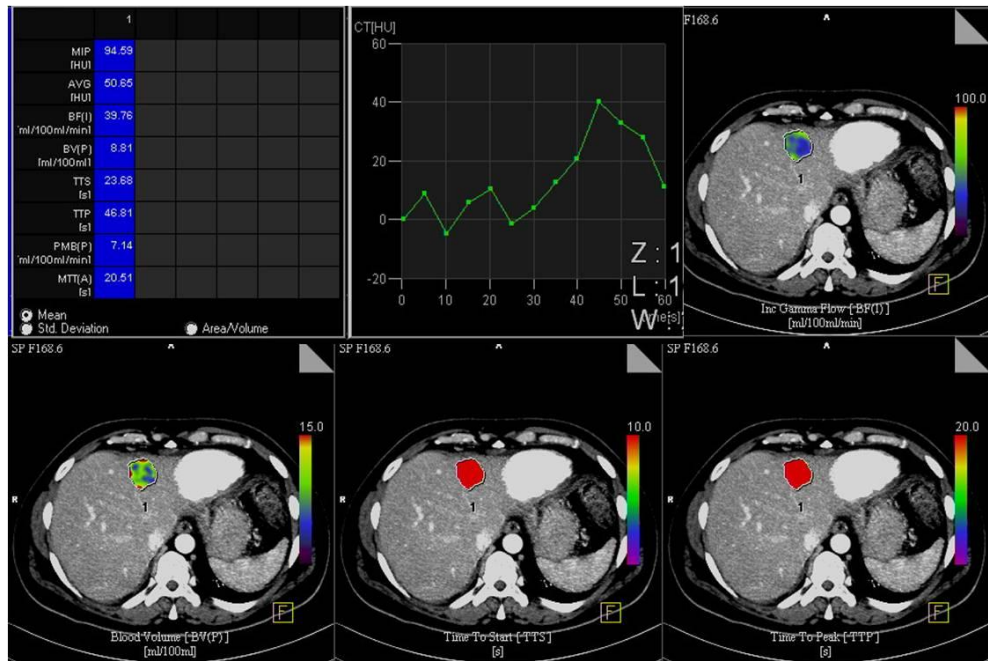 1
MIP
[HU]
94.59
AVG
[HU]
50.65
BF(I)
[ml/100ml/min]
39.76
BV(P)
[ml/100ml]
8.81
TTS
[s]
23.68
TTP
[s]
46.81
PMB(P)
[ml/100ml/min]
7.14
MTT(A)
[s]
20.51
Mean
Std. Deviation
Area/Volume
CT[HU]
60
40
20
0
-20
0 10 20 30 40 50 60
Z : 1
L : 1
W :
SP F168.6
A
100.0
1
F
Inc Gamma Flow [ BF(I) ]
[ml/100ml/min]
SP F168.6
A
15.0
R
1
F
Blood Volume [ BV(P) ]
[ml/100ml]
SP F168.6
A
10.0
R
1
F
Time To Start [ TTS ]
[s]
SP F168.6
A
20.0
R
1
F
Time To Peak [ TTP ]
[s]